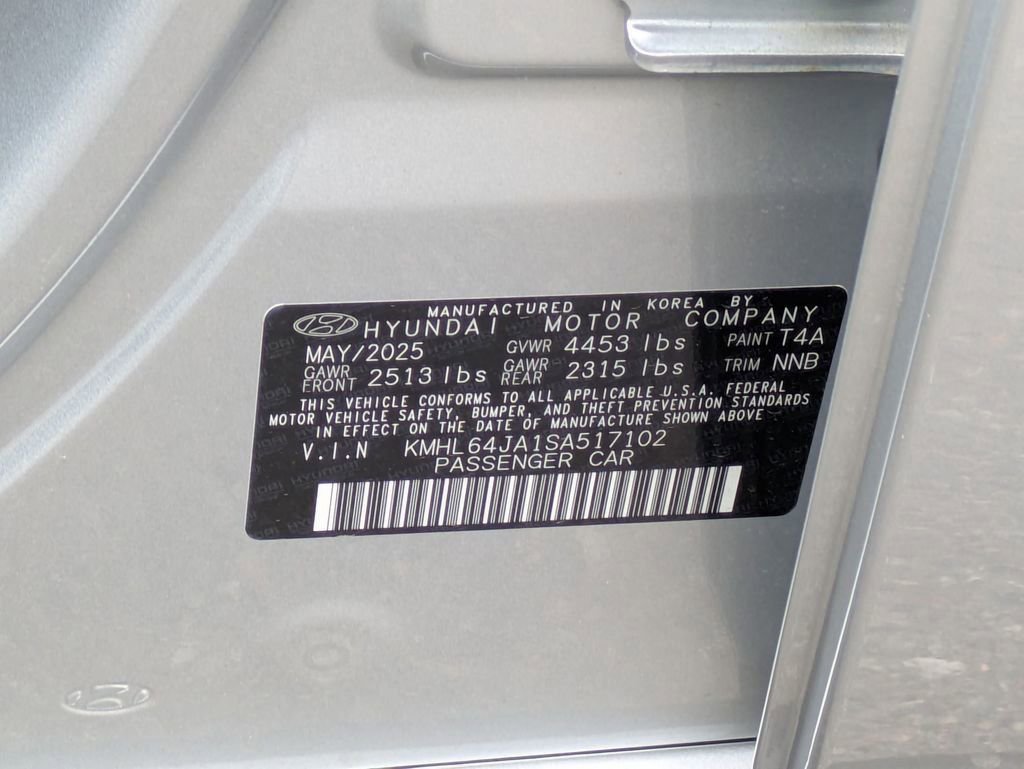 MANUFACTURED IN KOREA BY
HYUNDAI MOTOR COMPANY
MAY/2025 GVWR 4453 lbs PAINT T4A
GAWR FRONT 2513 lbs GAWR REAR 2315 lbs TRIM NNB
THIS VEHICLE CONFORMS TO ALL APPLICABLE U.S.A. FEDERAL
MOTOR VEHICLE SAFETY, BUMPER, AND THEFT PREVENTION STANDARDS
IN EFFECT ON THE DATE OF MANUFACTURE SHOWN ABOVE
V.I.N KMHL64JA1SA517102
PASSENGER CAR